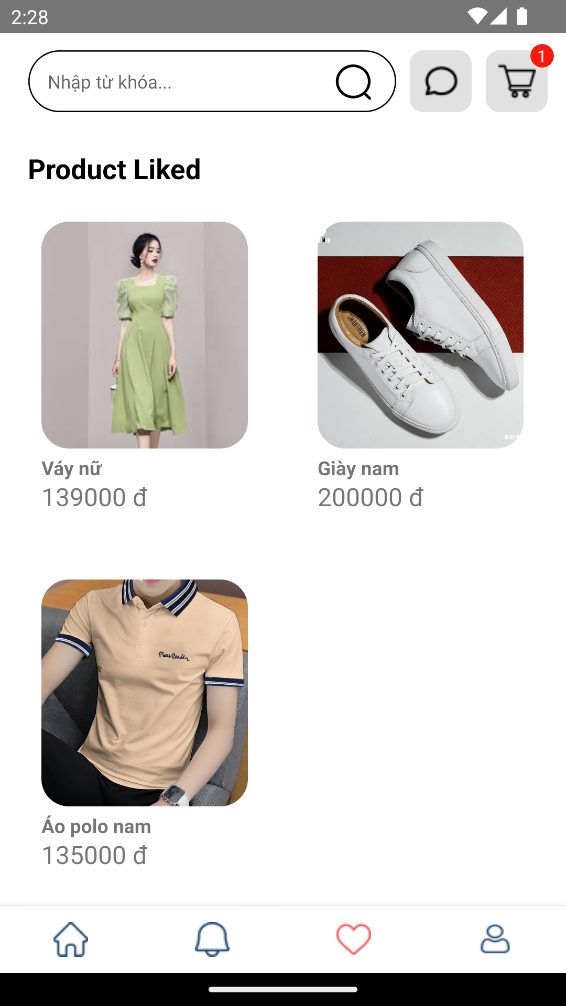 2:28
Nhập từ khóa...
1
Product Liked
Váy nữ
139000 đ
Giày nam
200000 đ
Áo polo nam
135000 đ